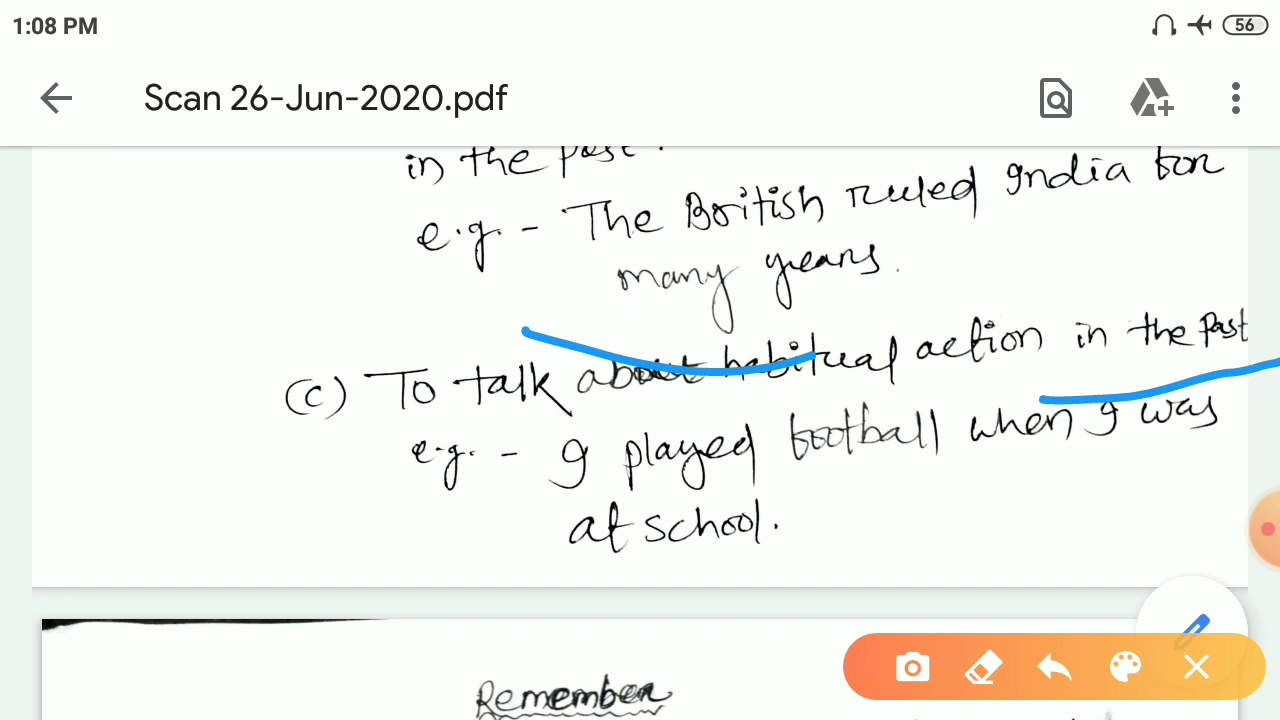 1:08 PM
56
Scan 26-Jun-2020.pdf
in the past.
e.g. - The British ruled India for
many years.
(c) To talk about habitual action in the Past
e.g. - I played football when I was
at school.
Remember